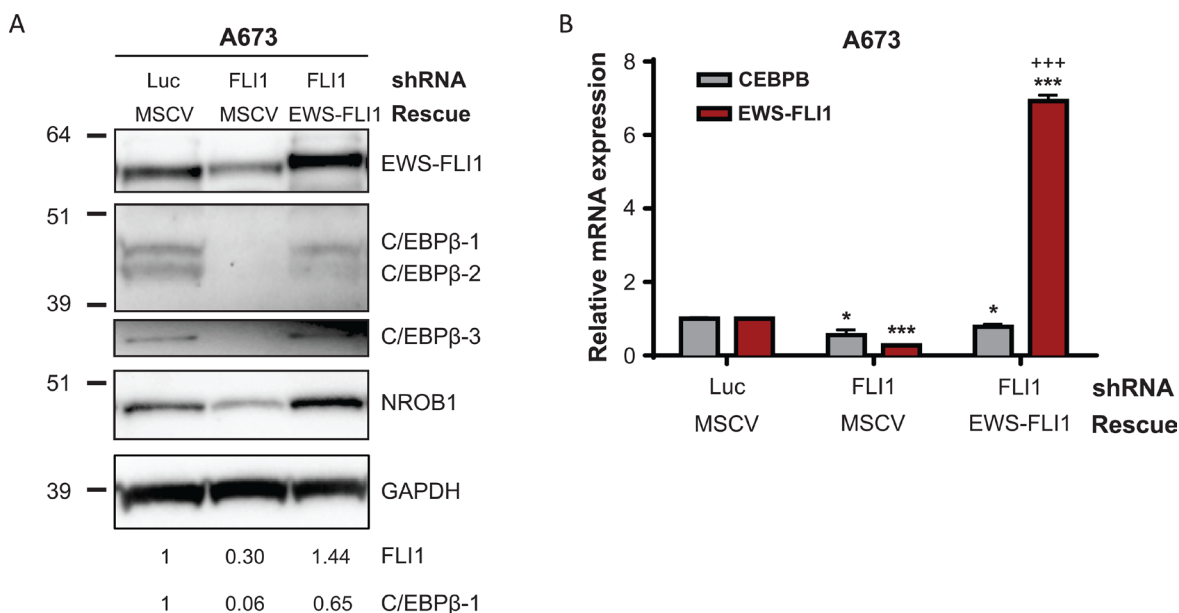 A
A673
Luc FLI1 FLI1 shRNA
MSCV MSCV EWS-FLI1 Rescue
64
EWS-FLI1
51
C/EBPβ-1
C/EBPβ-2
39
C/EBPβ-3
51
NROB1
39
GAPDH
1 0.30 1.44 FLI1
1 0.06 0.65 C/EBPβ-1
B
A673
Relative mRNA expression
8
6
4
2
0
CEBPB
EWS-FLI1
* *** * +++
***
Luc FLI1 FLI1 shRNA
MSCV MSCV EWS-FLI1 Rescue